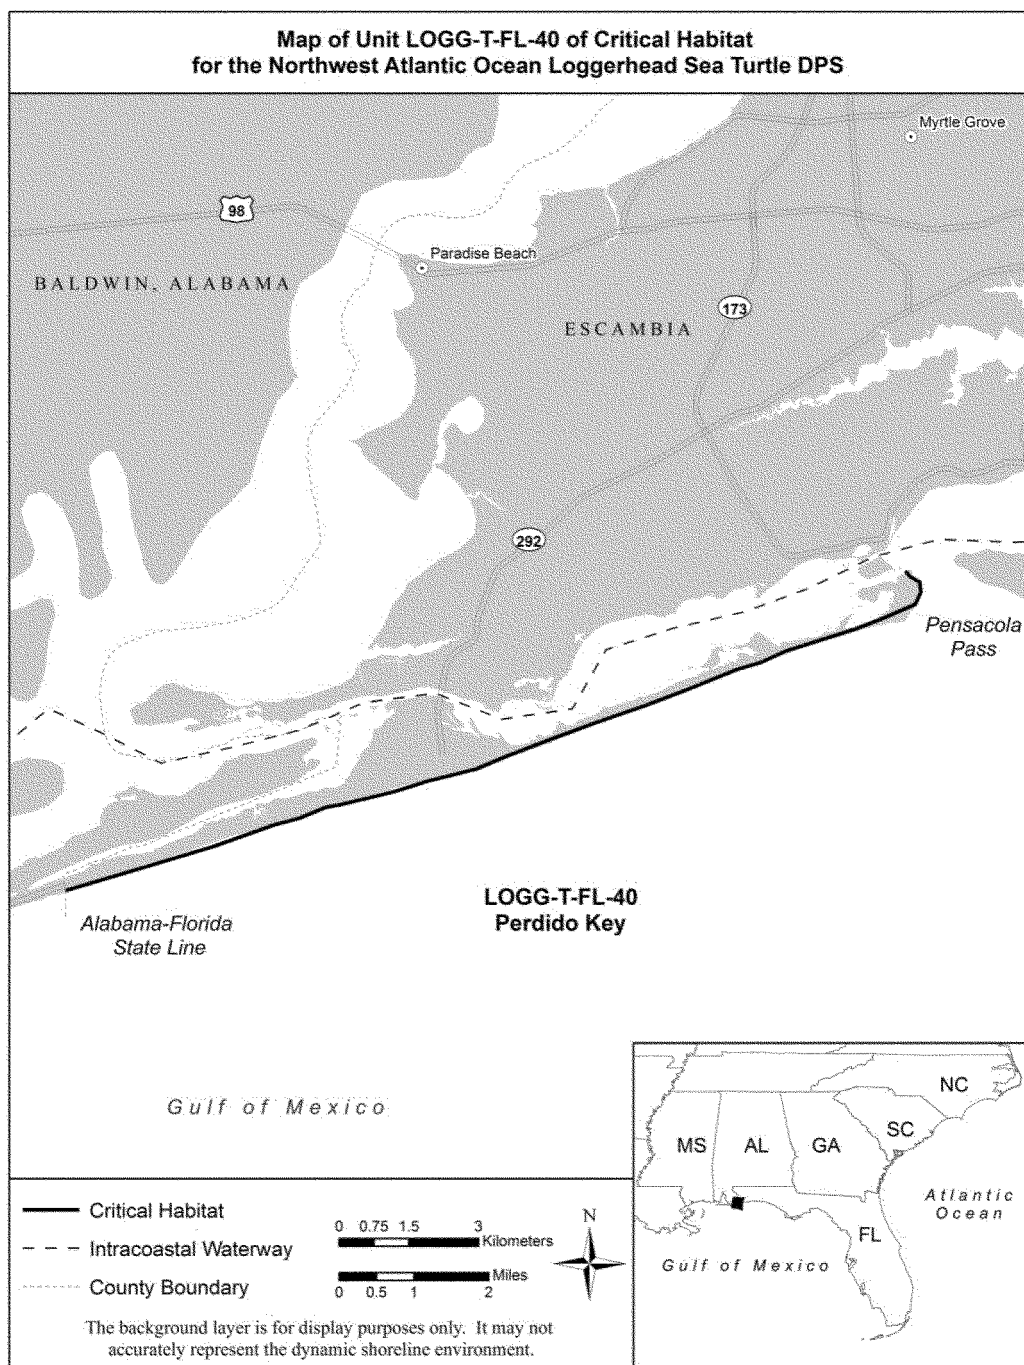 Map of Unit LOGG-T-FL-40 of Critical Habitat
for the Northwest Atlantic Ocean Loggerhead Sea Turtle DPS
Myrtle Grove
98
Paradise Beach
BALDWIN, ALABAMA
173
ESCAMBIA
292
Pensacola
Pass
LOGG-T-FL-40
Perdido Key
Alabama-Florida
State Line
Gulf of Mexico
NC
SC
MS
AL
GA
Atlantic
Ocean
FL
Gulf of Mexico
Critical Habitat
Intracoastal Waterway
County Boundary
0 0.75 1.5 3
Kilometers
Miles
0 0.5 1 2
N
The background layer is for display purposes only. It may not
accurately represent the dynamic shoreline environment.